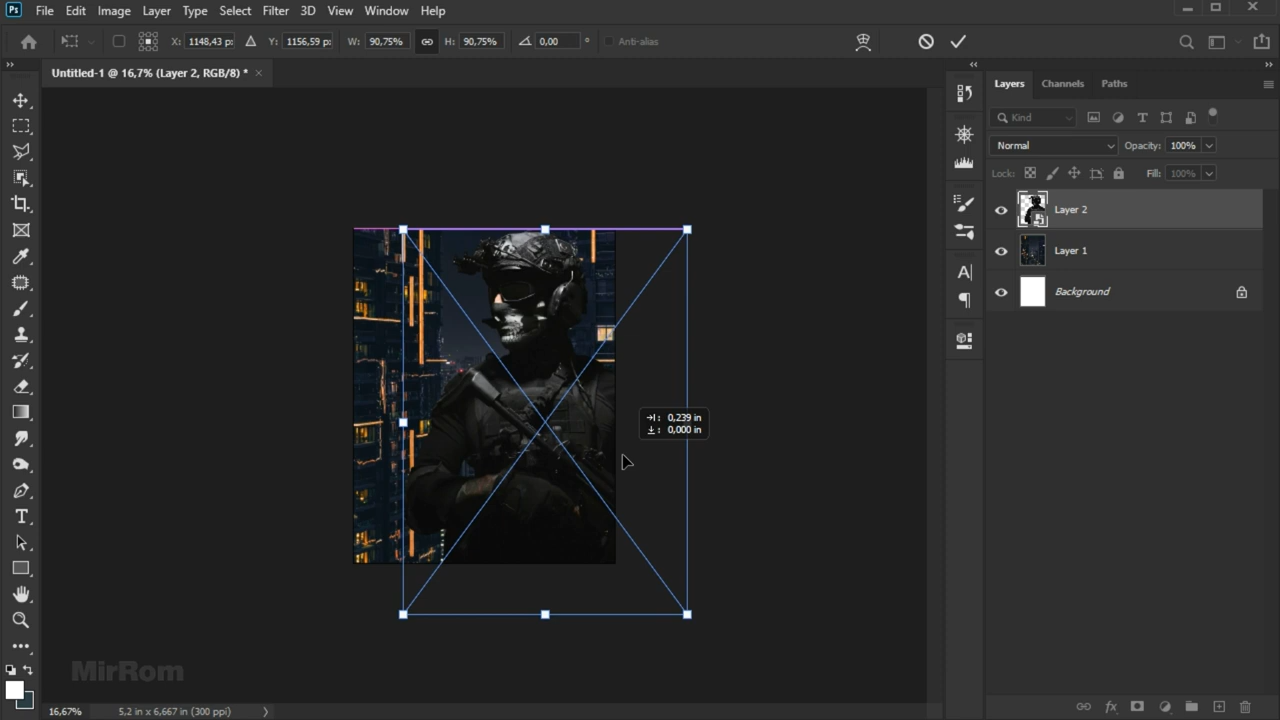 Ps File Edit Image Layer Type Select Filter 3D View Window Help
X: 1148,43 p: Y: 1156,59 p: W: 90,75% H: 90,75% 0,00 ° Anti-alias
Untitled-1 @ 16,7% (Layer 2, RGB/8) * ×
Layers Channels Paths
Kind
Normal Opacity: 100%
Lock: Fill: 100%
Layer 2
Layer 1
Background
: 0,239 in
: 0,000 in
MirRom
16,67% 5,2 in x 6,667 in (300 ppi)